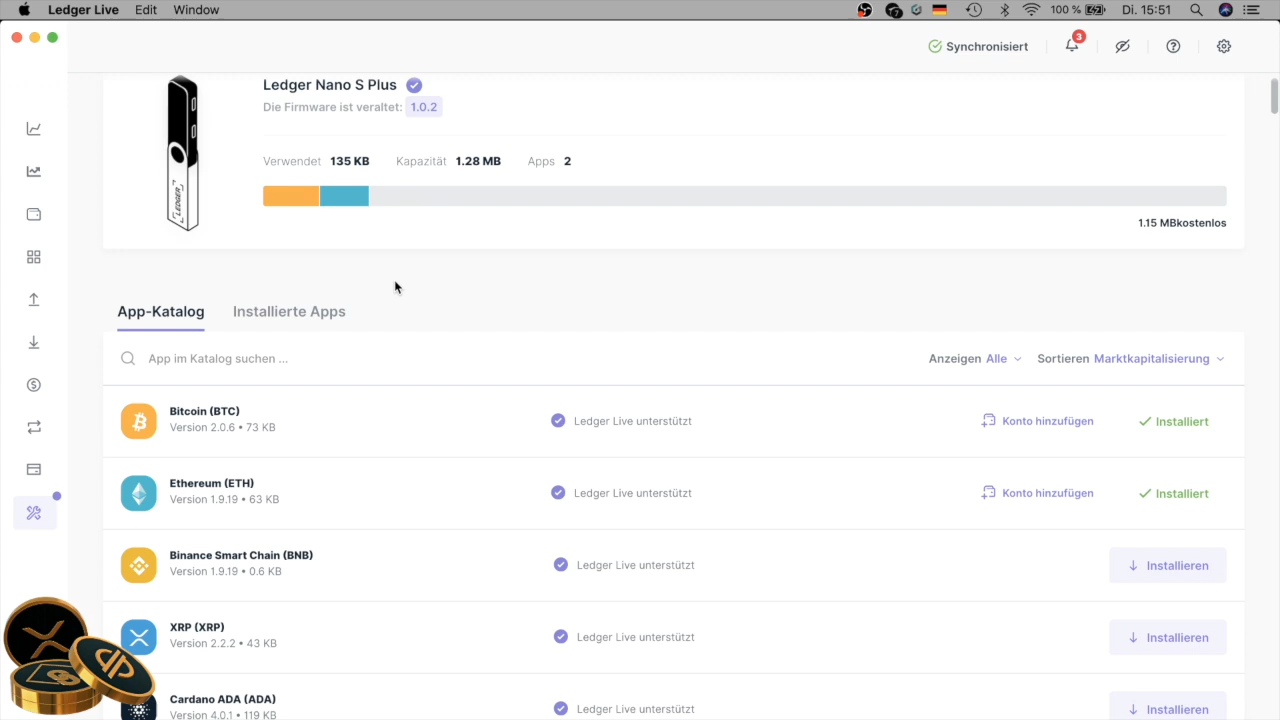 Ledger Live Edit Window 100 % Di. 15:51
Synchronisiert 3
Ledger Nano S Plus
Die Firmware ist veraltet: 1.0.2
Verwendet 135 KB Kapazität 1.28 MB Apps 2
LEDGER
1.15 MBkostenlos
App-Katalog Installierte Apps
App im Katalog suchen ... Anzeigen Alle Sortieren Marktkapitalisierung
Bitcoin (BTC)
Version 2.0.6 • 73 KB
Ledger Live unterstützt Konto hinzufügen Installiert
Ethereum (ETH)
Version 1.9.19 • 63 KB
Ledger Live unterstützt Konto hinzufügen Installiert
Binance Smart Chain (BNB)
Version 1.9.19 • 0.6 KB
Ledger Live unterstützt Installieren
XRP (XRP)
Version 2.2.2 • 43 KB
Ledger Live unterstützt Installieren
Cardano ADA (ADA)
Version 4.0.1 • 119 KB
Ledger Live unterstützt Installieren